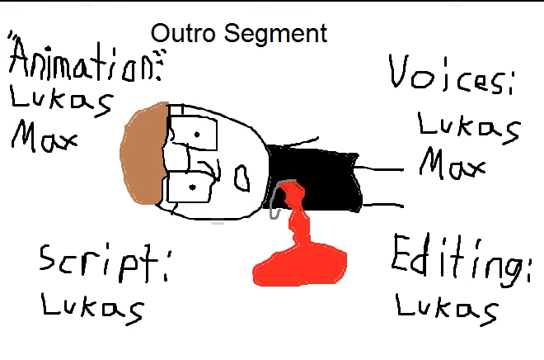 Outro Segment
"Animation:"
Lukas
Max
Voices:
Lukas
Max
Script:
Lukas
Editing:
Lukas